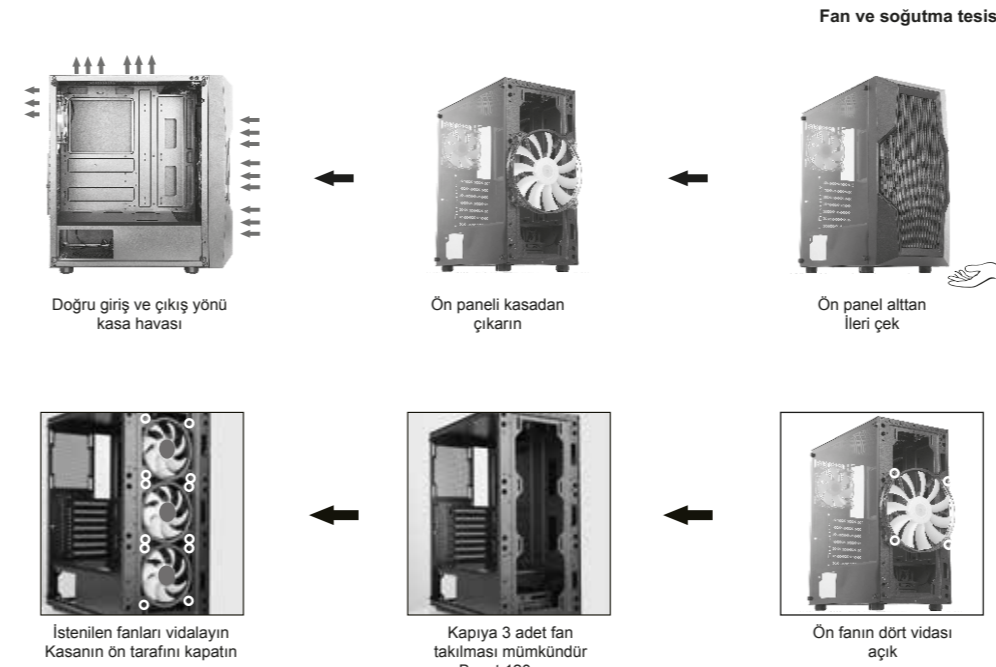 Fan ve soğutma tesis
Doğru giriş ve çıkış yönü
kasa havası
Ön paneli kasadan
çıkarın
Ön panel alttan
İleri çek
İstenilen fanları vidalayın
Kasanın ön tarafını kapatın
Kapıya 3 adet fan
takılması mümkündür
120
Ön fanın dört vidası
açık